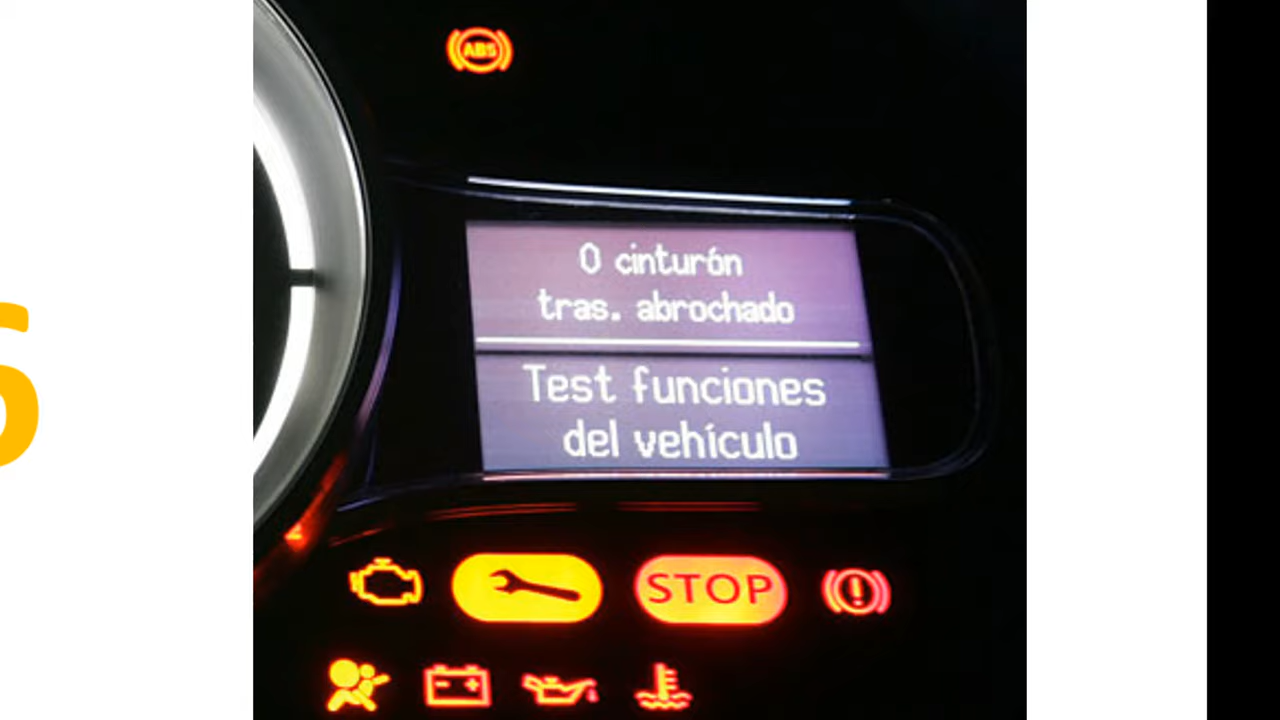 ABS
0 cinturón
tras. abrochado
Test funciones
del vehículo
STOP